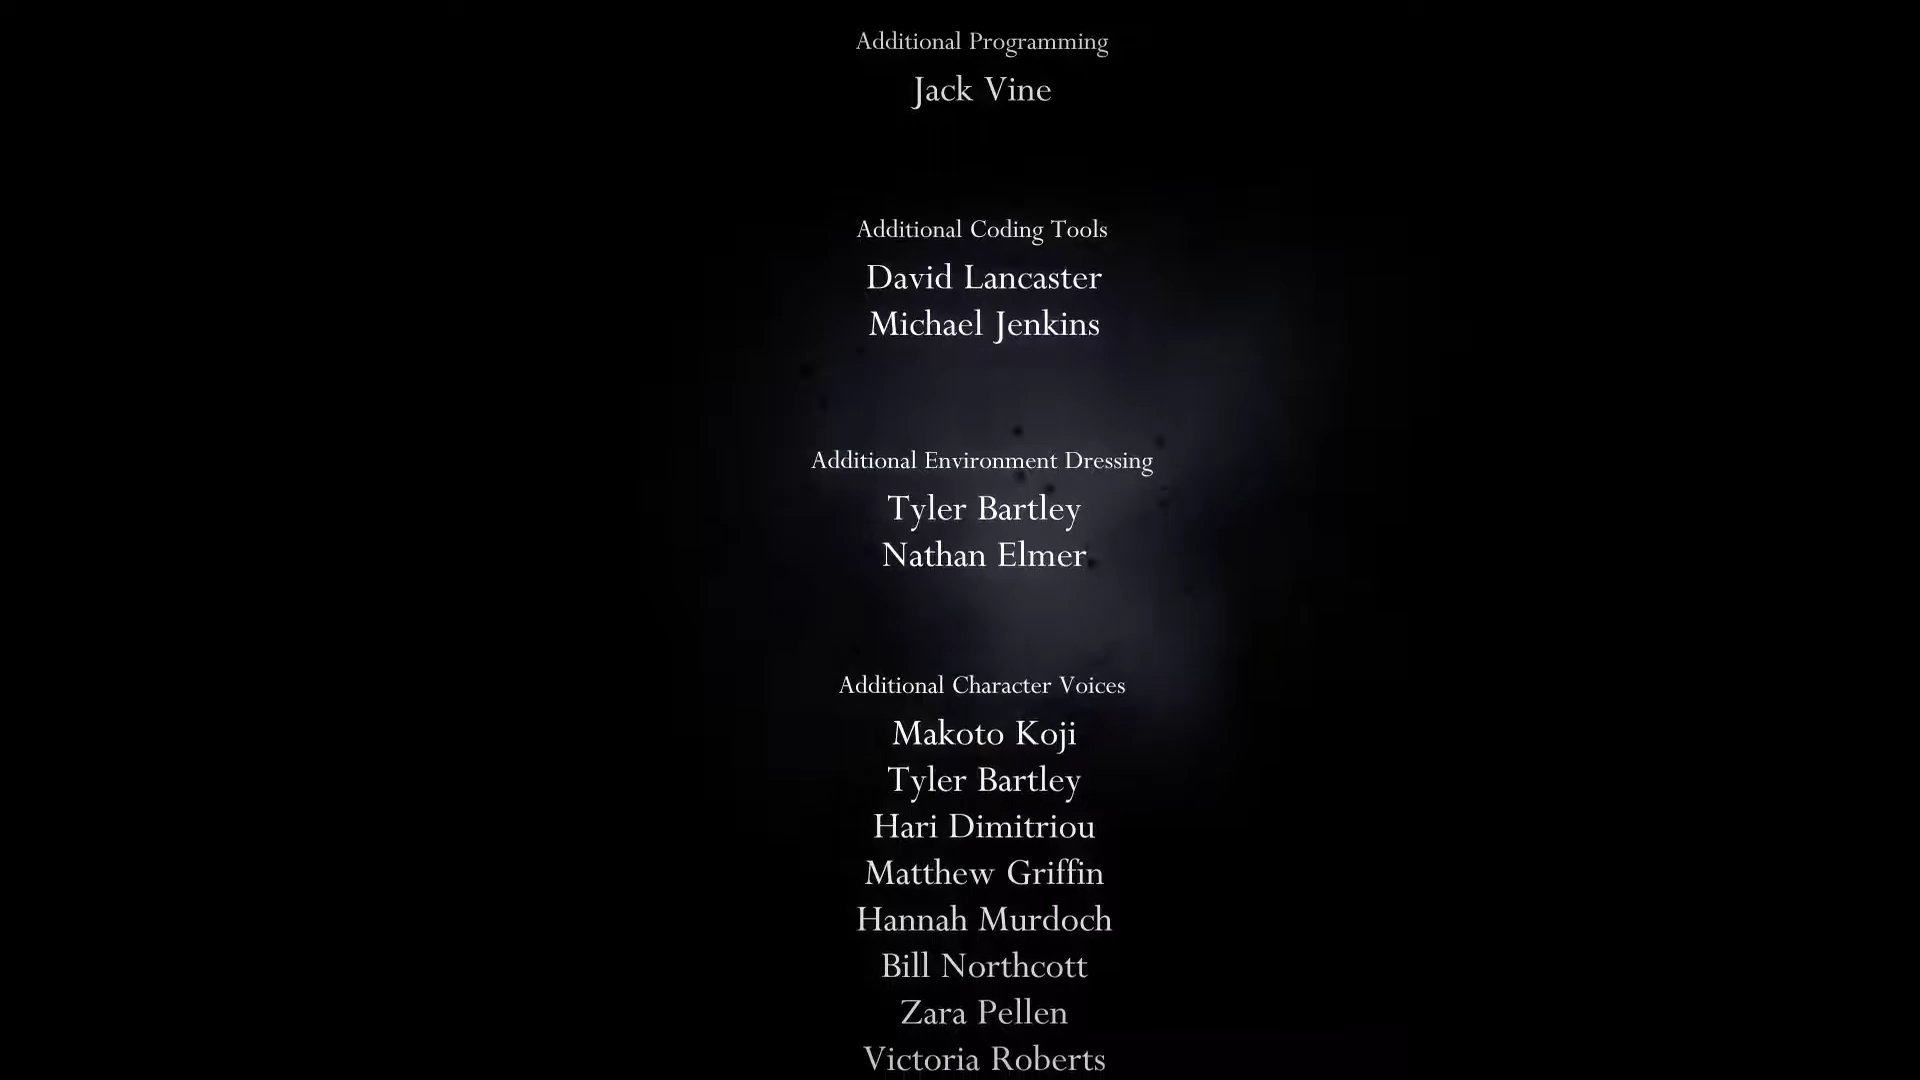 Additional Programming
Jack Vine
Additional Coding Tools
David Lancaster
Michael Jenkins
Additional Environment Dressing
Tyler Bartley
Nathan Elmer
Additional Character Voices
Makoto Koji
Tyler Bartley
Hari Dimitriou
Matthew Griffin
Hannah Murdoch
Bill Northcott
Zara Pellen
Victoria Roberts